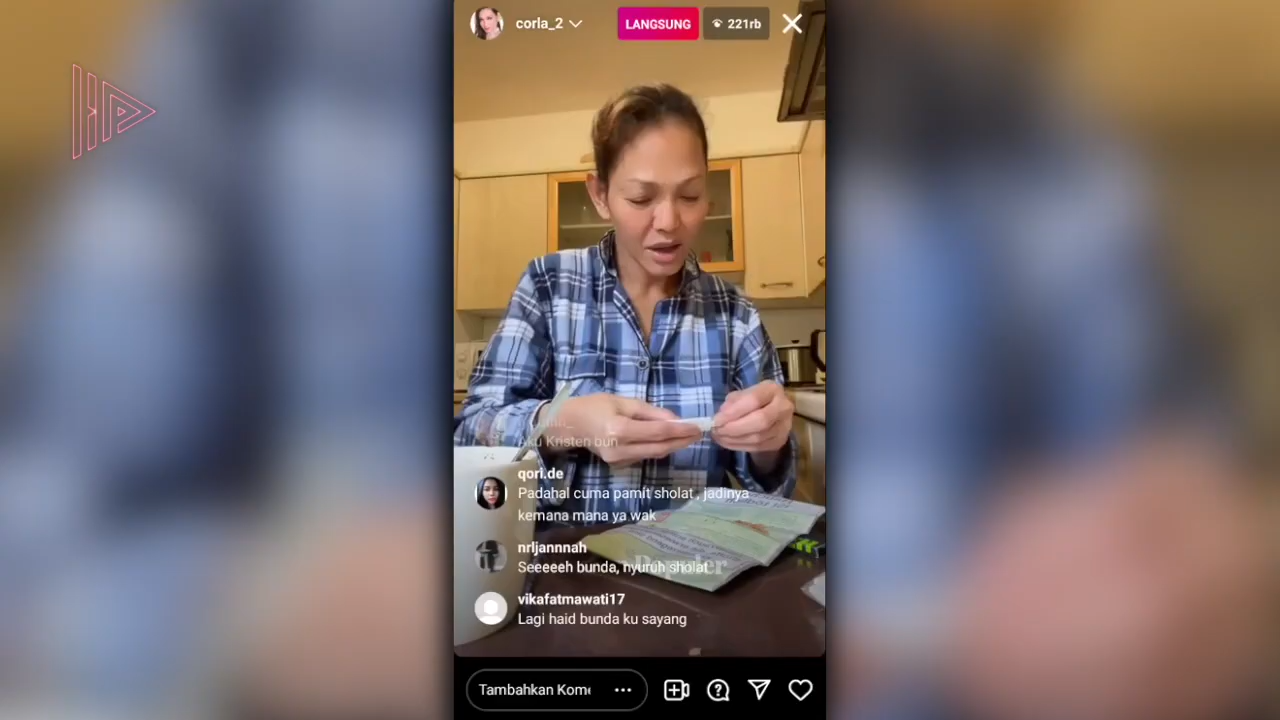 corla_2
LANGSUNG
221rb
Aku Kristen bun
qori.de
Padahal cuma pamit sholat , jadinya
kemana mana ya wak
nrljannnah
Seeeeeh bunda, nyuruh sholat
vikafatmawati17
Lagi haid bunda ku sayang
Tambahkan Kome